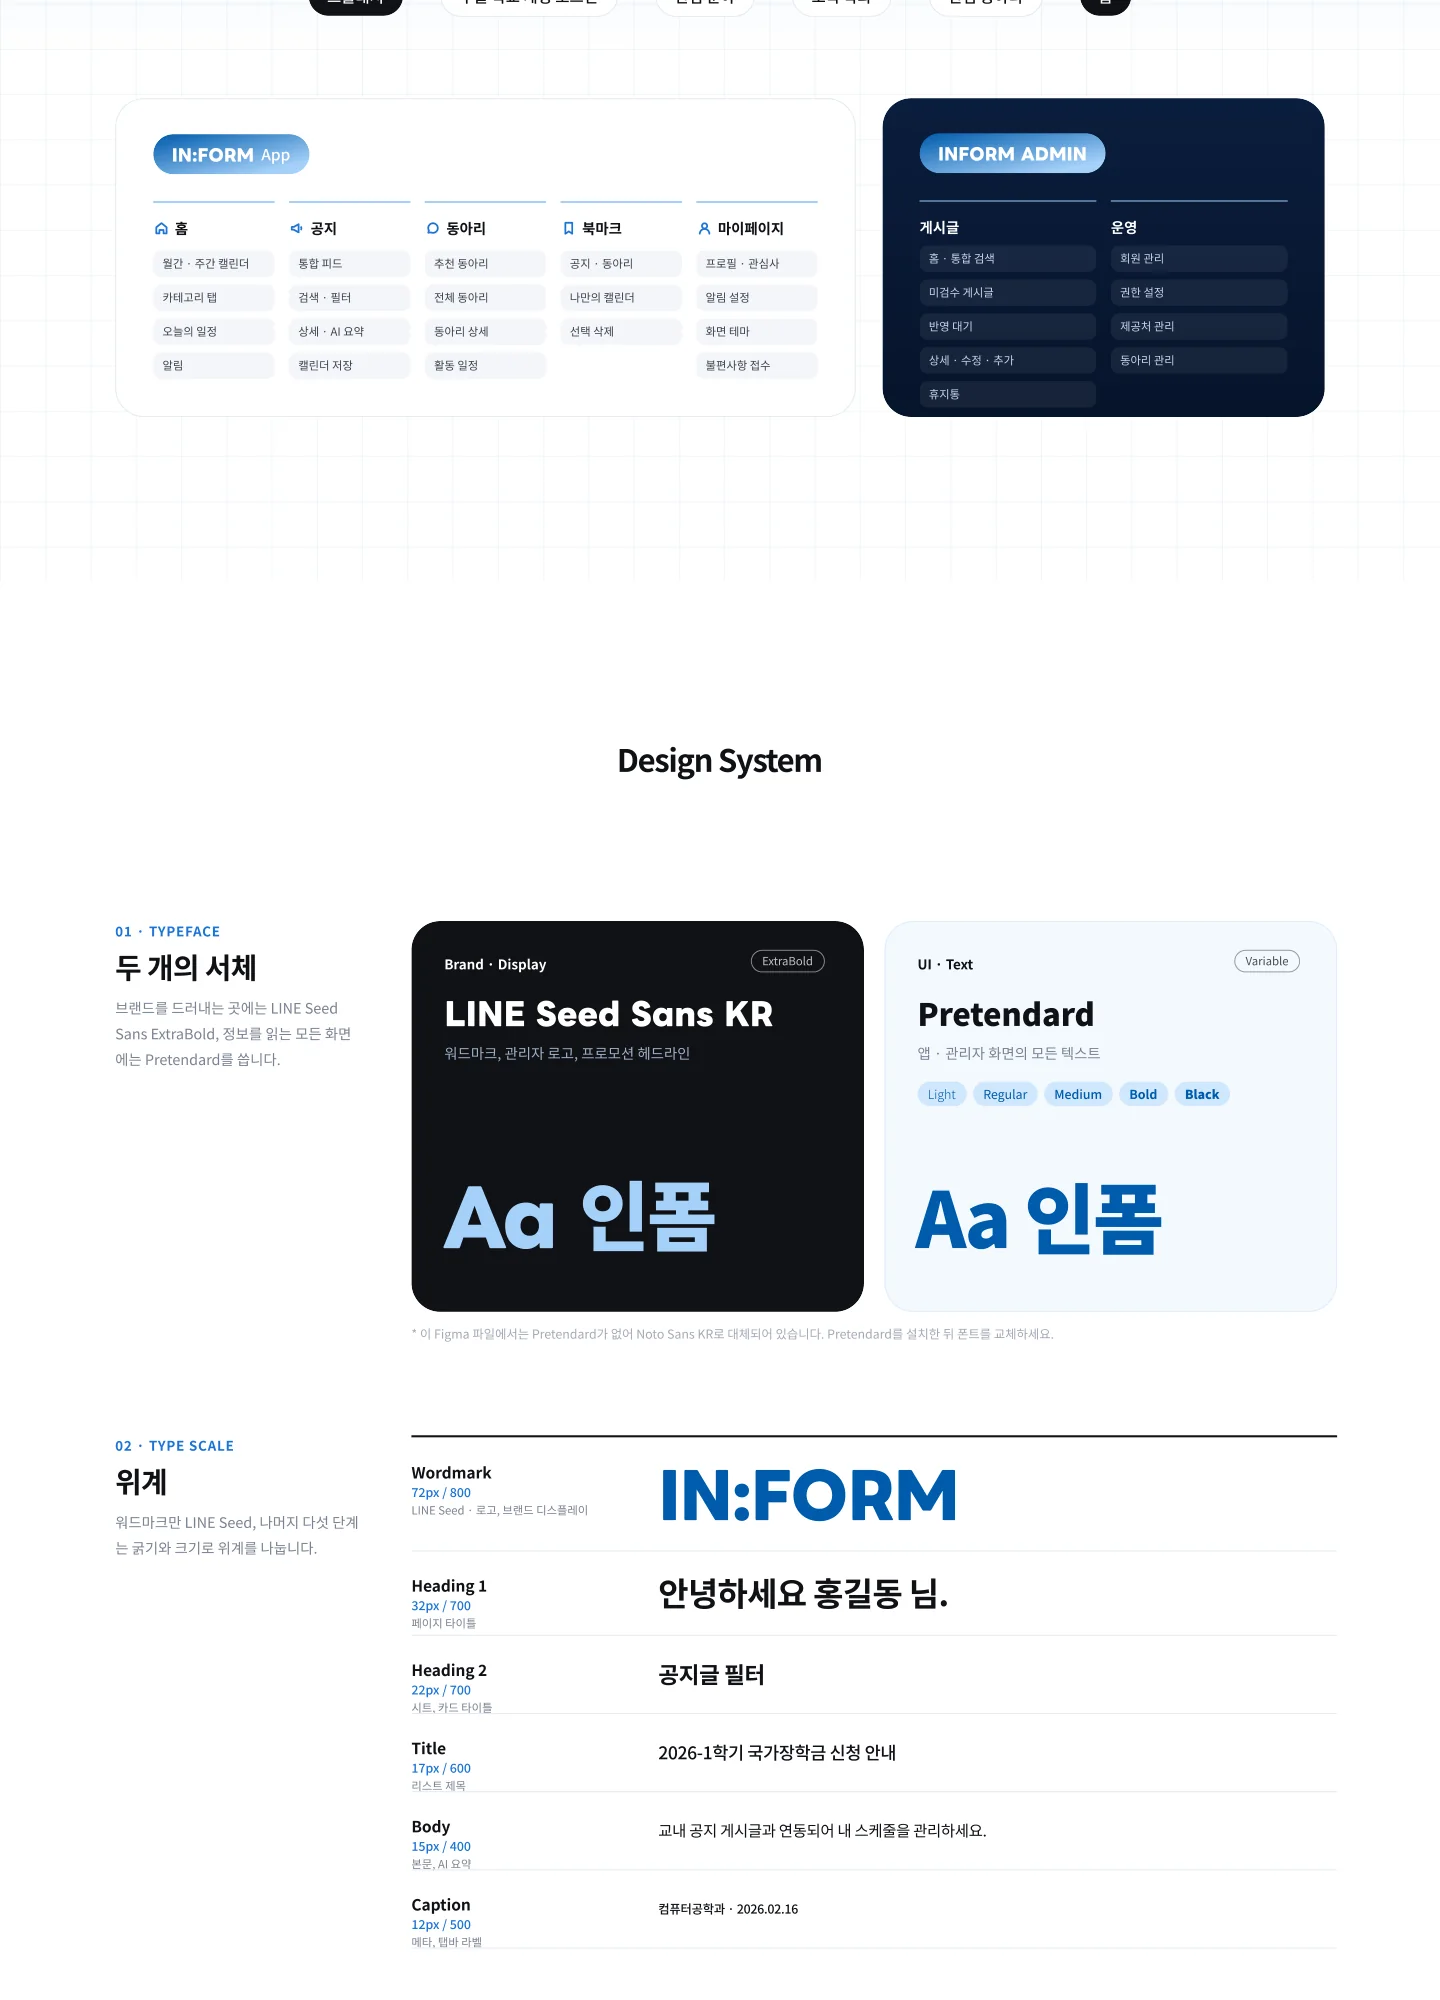 IN:FORM App
홈
월간 · 주간 캘린더
카테고리 탭
오늘의 일정
알림
공지
통합 피드
검색 · 필터
상세 · AI 요약
캘린더 저장
동아리
추천 동아리
전체 동아리
동아리 상세
활동 일정
북마크
공지 · 동아리
나만의 캘린더
선택 삭제
마이페이지
프로필 · 관심사
알림 설정
화면 테마
불편사항 접수
INFORM ADMIN
게시글
홈 · 통합 검색
미검수 게시글
반영 대기
상세 · 수정 · 추가
휴지통
운영
회원 관리
권한 설정
제공처 관리
동아리 관리
Design System
01 · TYPEFACE
두 개의 서체
브랜드를 드러내는 곳에는 LINE Seed
Sans ExtraBold, 정보를 읽는 모든 화면
에는 Pretendard를 씁니다.
Brand · Display
ExtraBold
LINE Seed Sans KR
워드마크, 관리자 로고, 프로모션 헤드라인
Aa 인폼
UI · Text
Variable
Pretendard
앱 · 관리자 화면의 모든 텍스트
Light
Regular
Medium
Bold
Black
Aa 인폼
* 이 Figma 파일에서는 Pretendard가 없어 Noto Sans KR로 대체되어 있습니다. Pretendard를 설치한 뒤 폰트를 교체하세요.
02 · TYPE SCALE
위계
워드마크만 LINE Seed, 나머지 다섯 단계
는 굵기와 크기로 위계를 나눕니다.
Wordmark
72px / 800
LINE Seed · 로고, 브랜드 디스플레이
IN:FORM
Heading 1
32px / 700
페이지 타이틀
안녕하세요 홍길동 님.
Heading 2
22px / 700
시트, 카드 타이틀
공지글 필터
Title
17px / 600
리스트 제목
2026-1학기 국가장학금 신청 안내
Body
15px / 400
본문, AI 요약
교내 공지 게시글과 연동되어 내 스케줄을 관리하세요.
Caption
12px / 500
메타, 탭바 라벨
컴퓨터공학과 · 2026.02.16